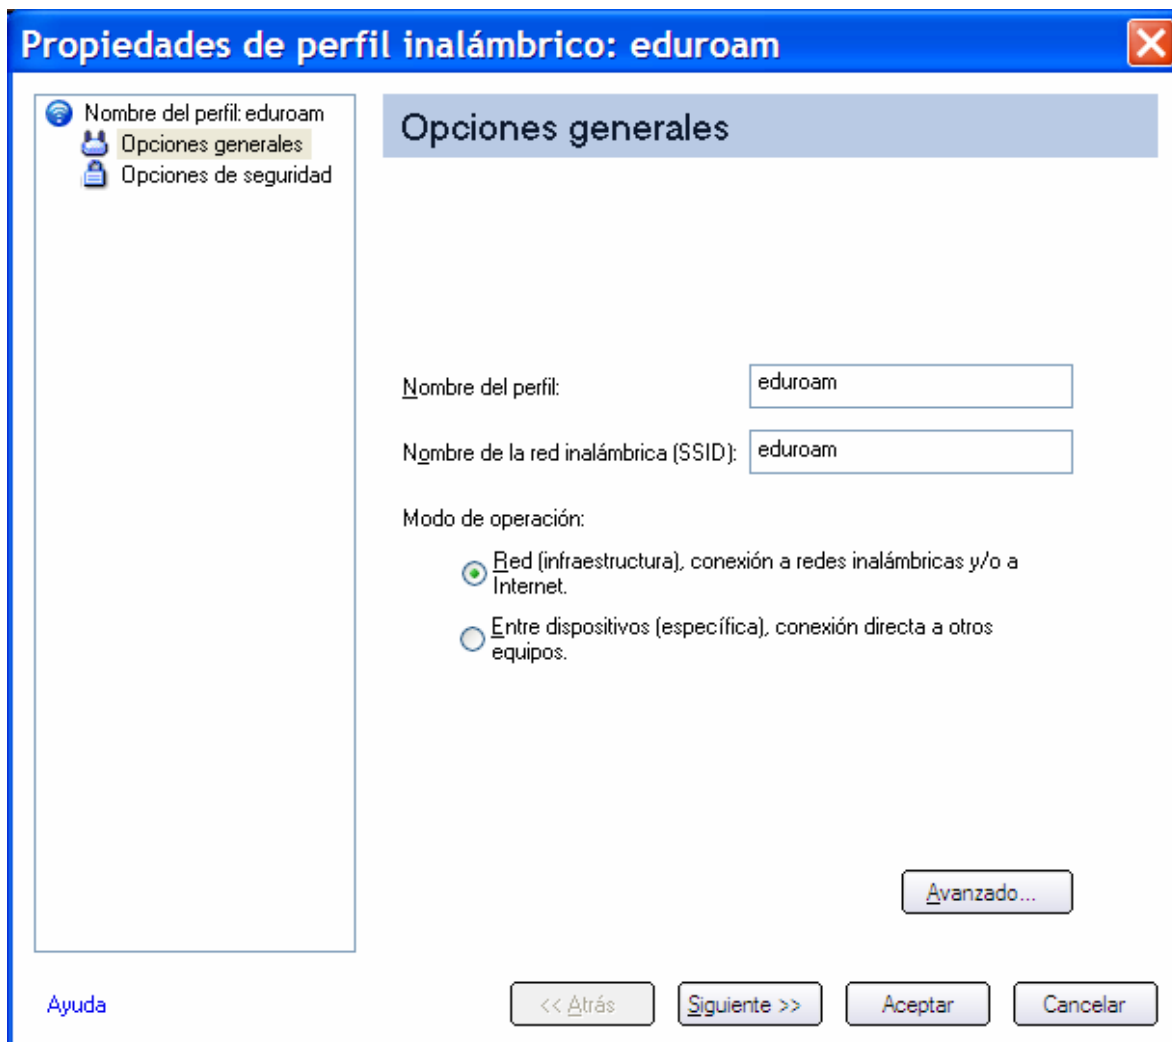 Propiedades de perfil inalámbrico: eduroam
Nombre del perfil: eduroam
Opciones generales
Opciones de seguridad
Opciones generales
Nombre del perfil:
eduroam
Nombre de la red inalámbrica (SSID):
eduroam
Modo de operación:
Red (infraestructura), conexión a redes inalámbricas y/o a
Internet.
Entre dispositivos (específica), conexión directa a otros
equipos.
Avanzado...
Ayuda
<< Atrás
Siguiente >>
Aceptar
Cancelar